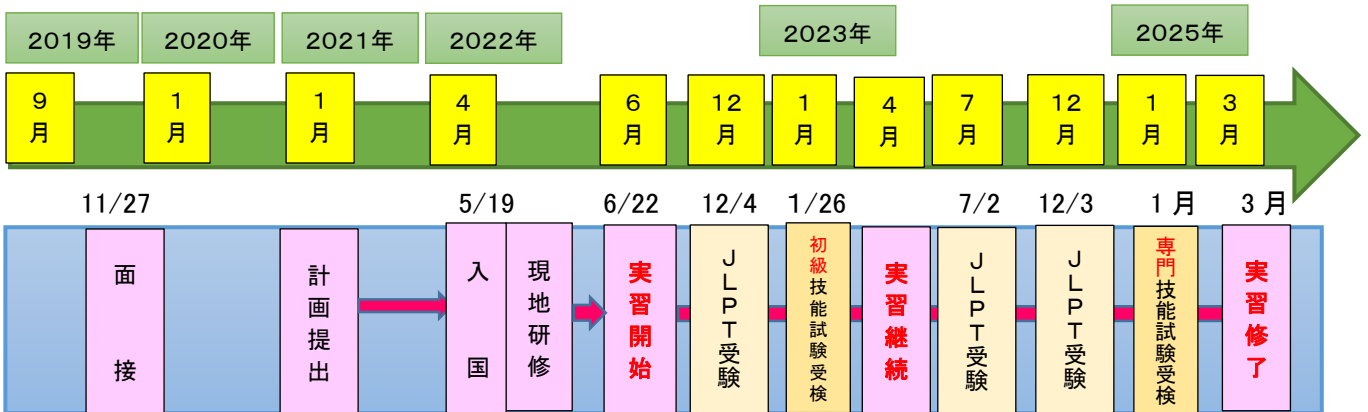 2019年 2020年 2021年 2022年 2023年 2025年
9月 1月 1月 4月 6月 12月 1月 4月 7月 12月 1月 3月
11/27 5/19 6/22 12/4 1/26 7/2 12/3 1月 3月
面接
計画提出
入国
現地研修
実習開始
JLPT受験
初級技能試験受検
実習継続
JLPT受験
JLPT受験
専門技能試験受検
実習修了